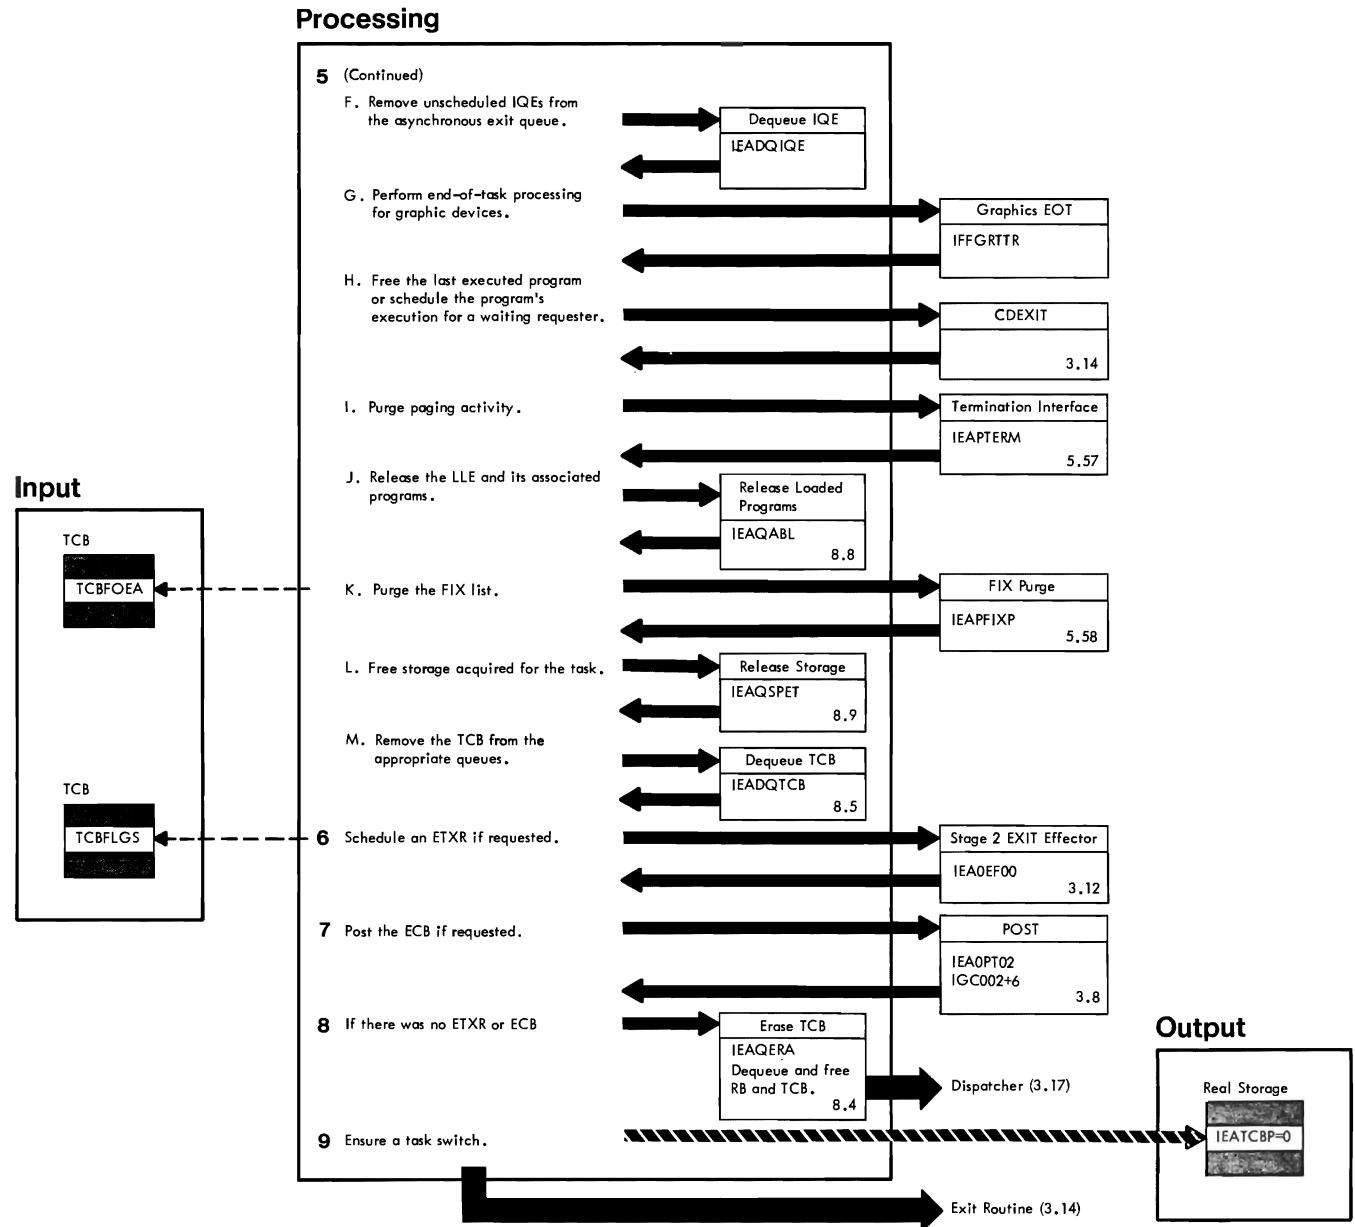 Processing
5 (Continued)
F. Remove unscheduled IQEs from
the asynchronous exit queue.
Dequeue IQE
IEADQIQE
G. Perform end-of-task processing
for graphic devices.
Graphics EOT
IFFGRTTR
H. Free the last executed program
or schedule the program's
execution for a waiting requester.
CDEXIT
3.14
I. Purge paging activity.
Termination Interface
IEAPTERM
5.57
J. Release the LLE and its associated
programs.
Release Loaded
Programs
IEAQABL
8.8
Input
TCB
TCBFOEA
K. Purge the FIX list.
FIX Purge
IEAPFIXP
5.58
L. Free storage acquired for the task.
Release Storage
IEAQSPET
8.9
M. Remove the TCB from the
appropriate queues.
Dequeue TCB
IEADQTCB
8.5
TCB
TCBFLGS
6 Schedule an ETXR if requested.
Stage 2 EXIT Effector
IEA0EF00
3.12
7 Post the ECB if requested.
POST
IEA0PT02
IGC002+6
3.8
8 If there was no ETXR or ECB
Erase TCB
IEAQERA
Dequeue and free
RB and TCB.
8.4
Dispatcher (3.17)
Output
Real Storage
IEATCBP=0
9 Ensure a task switch.
Exit Routine (3.14)